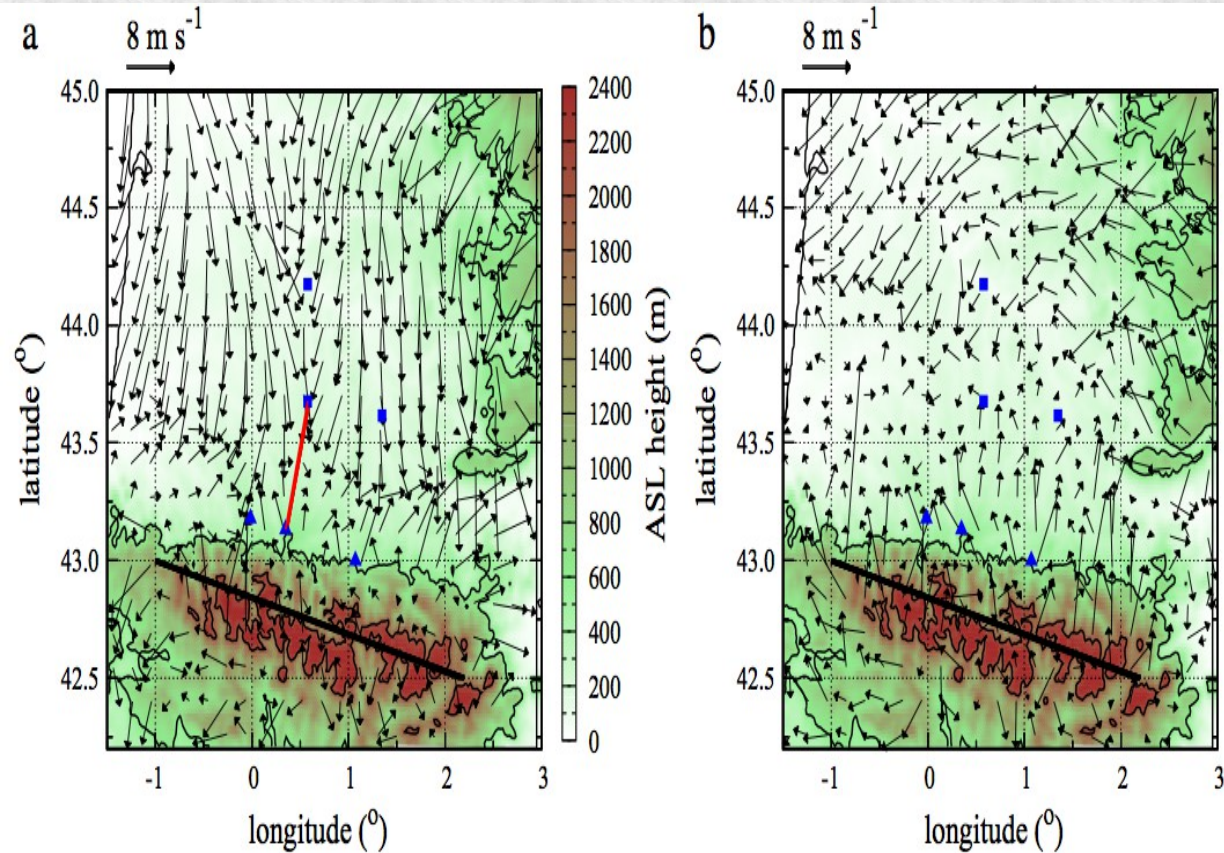 a
8 m s-1
45.0
44.5
44.0
43.5
43.0
42.5
latitude (o)
-1 0 1 2 3
longitude (o)
2400
2200
2000
1800
1600
1400
1200
1000
800
600
400
200
0
ASL height (m)
b
8 m s-1
45.0
44.5
44.0
43.5
43.0
42.5
latitude (o)
-1 0 1 2 3
longitude (o)